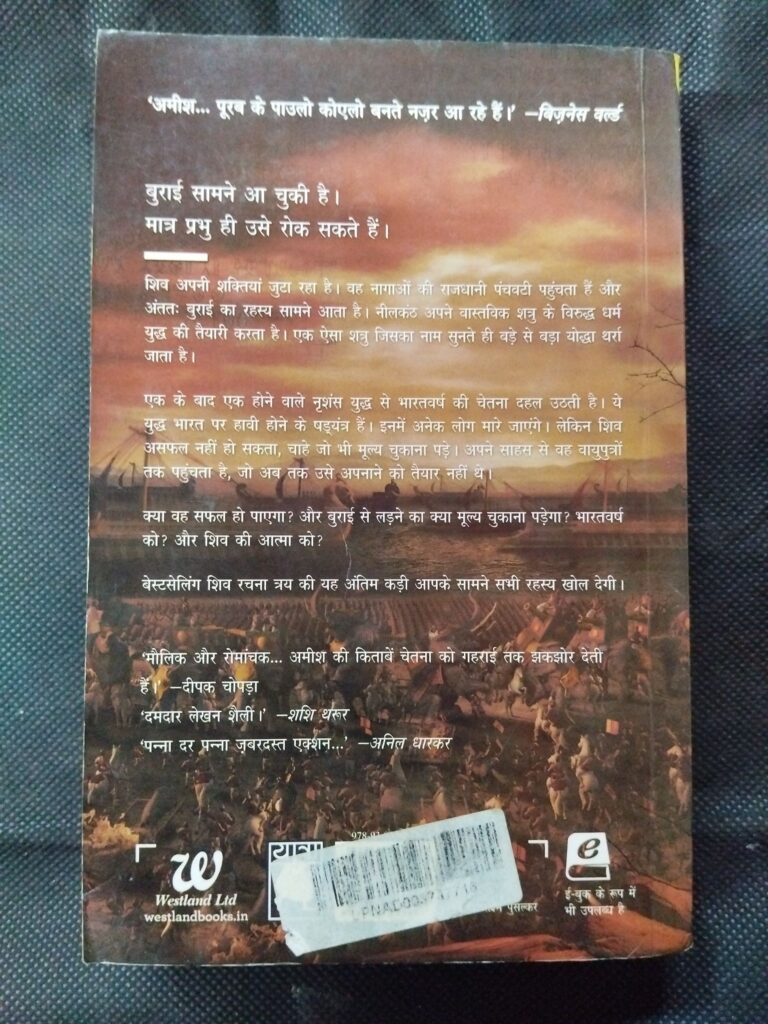 ‘अमीश... पूरब के पाउलो कोएलो बनते नज़र आ रहे हैं।’ —बिज़नेस वर्ल्ड
बुराई सामने आ चुकी है।
मात्र प्रभु ही उसे रोक सकते हैं।
शिव अपनी शक्तियां जुटा रहा है। वह नागाओं की राजधानी पंचवटी पहुंचता हैं और
अंततः बुराई का रहस्य सामने आता है। नीलकंठ अपने वास्तविक शत्रु के विरुद्ध धर्म
युद्ध की तैयारी करता है। एक ऐसा शत्रु जिसका नाम सुनते ही बड़े से बड़ा योद्धा थर्रा
जाता है।
एक के बाद एक होने वाले नृशंस युद्ध से भारतवर्ष की चेतना दहल उठती है। ये
युद्ध भारत पर हावी होने के षड्यंत्र हैं। इनमें अनेक लोग मारे जाएंगे। लेकिन शिव
असफल नहीं हो सकता, चाहे जो भी मूल्य चुकाना पड़े। अपने साहस से वह वायुपुत्रों
तक पहुंचता है, जो अब तक उसे अपनाने को तैयार नहीं थे।
क्या वह सफल हो पाएगा? और बुराई से लड़ने का क्या मूल्य चुकाना पड़ेगा? भारतवर्ष
को? और शिव की आत्मा को?
बेस्टसेलिंग शिव रचना त्रय की यह अंतिम कड़ी आपके सामने सभी रहस्य खोल देगी।
‘मौलिक और रोमांचक... अमीश की किताबें चेतना को गहराई तक झकझोर देती
हैं।’ —दीपक चोपड़ा
‘दमदार लेखन शैली।’ —शशि थरूर
‘पन्ना दर पन्ना ज़बरदस्त एक्शन...’ —अनिल धारकर
W
Westland Ltd
westlandbooks.in
यात्रा
पुसल्कर
e
ई-बुक के रूप में
भी उपलब्ध है